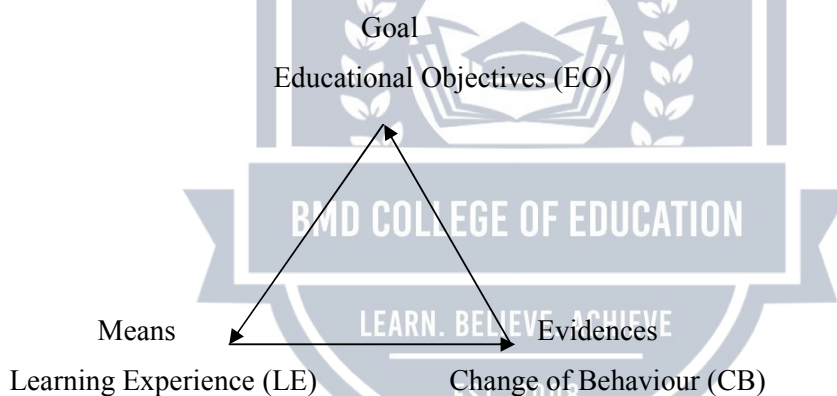 Goal
Educational Objectives (EO)
BMD COLLEGE OF EDUCATION
LEARN. BELIEVE. ACHIEVE
Means
Evidences
Learning Experience (LE)
Change of Behaviour (CB)